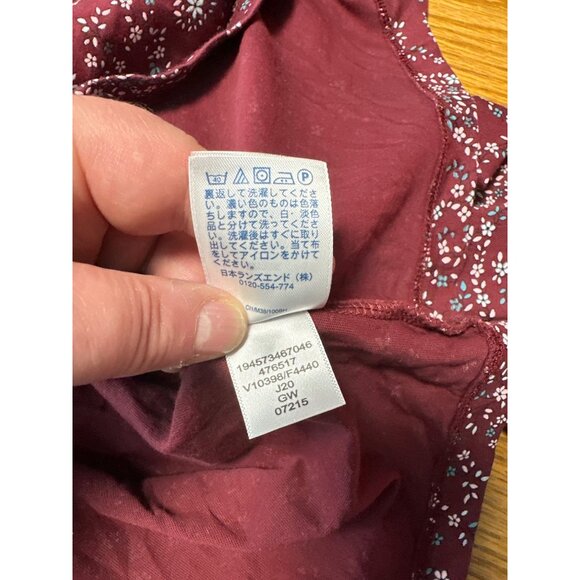 40
P
裏返して洗濯してくださ
い。濃い色のものは色落
ちしますので、白・淡色
品と分けて洗ってくださ
い。洗濯後はすぐに取り
出してください。当て布
をしてアイロンをかけて
ください。
日本ランズエンド（株）
0120-554-774
194573467046
476517
V10398/F4440
J20
GW
07215